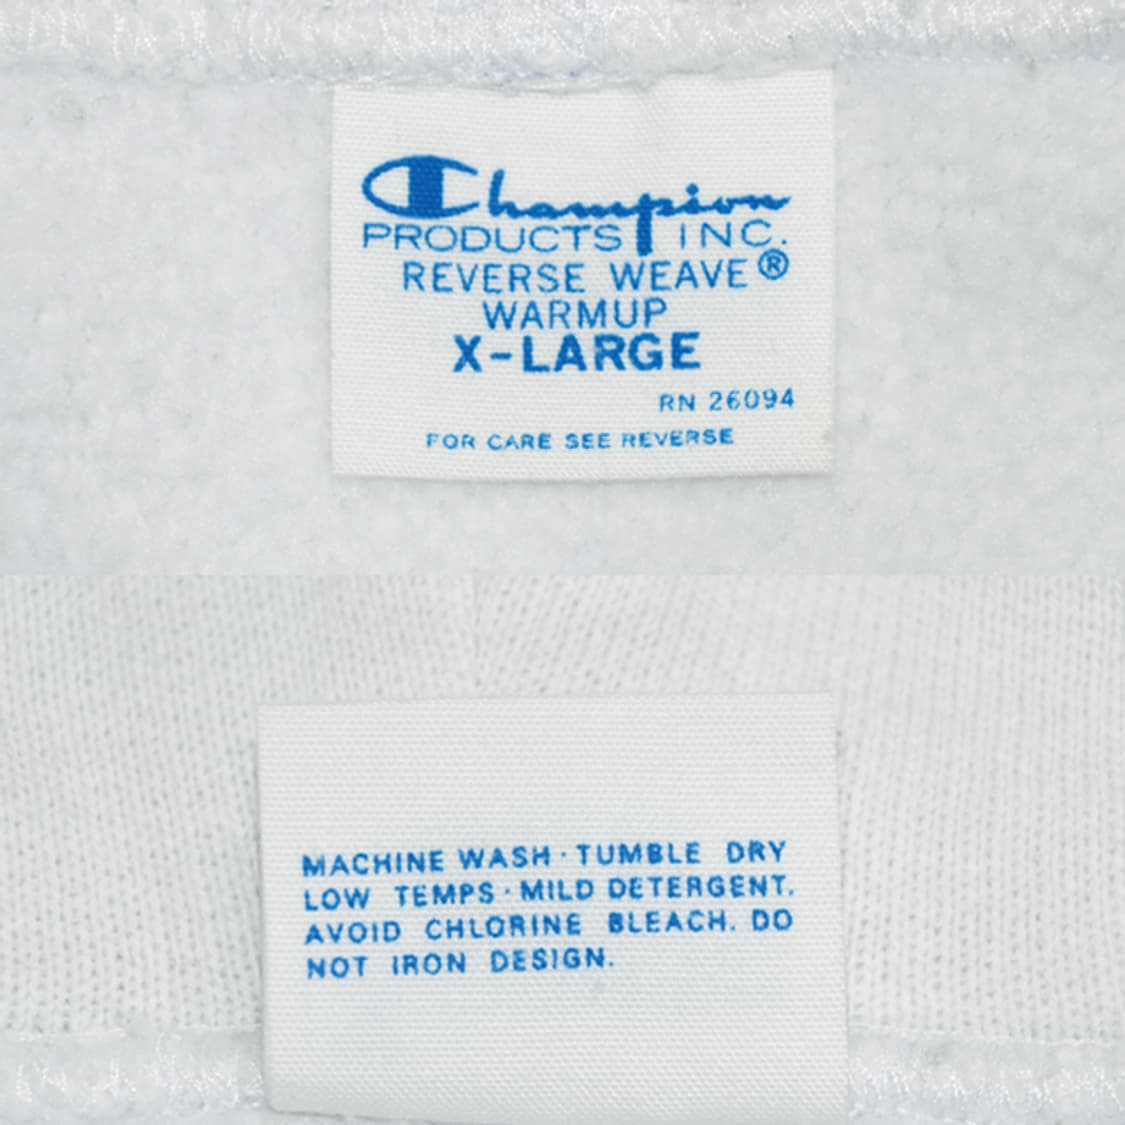 Champion
PRODUCTS INC.
REVERSE WEAVE®
WARMUP
X-LARGE
RN 26094
FOR CARE SEE REVERSE
MACHINE WASH · TUMBLE DRY
LOW TEMPS · MILD DETERGENT.
AVOID CHLORINE BLEACH. DO
NOT IRON DESIGN.